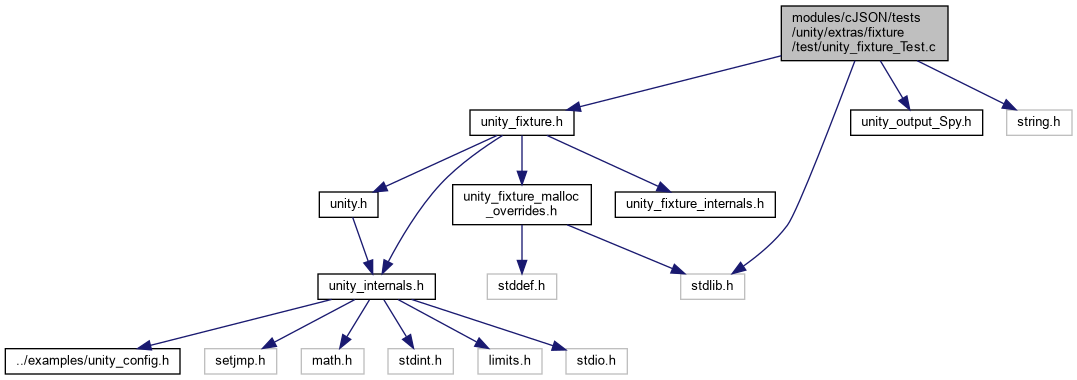 modules/cJSON/tests
/unity/extras/fixture
/test/unity_fixture_Test.c
unity_fixture.h
unity_output_Spy.h
string.h
unity.h
unity_fixture_malloc
_overrides.h
unity_fixture_internals.h
unity_internals.h
stddef.h
stdlib.h
../examples/unity_config.h
setjmp.h
math.h
stdint.h
limits.h
stdio.h